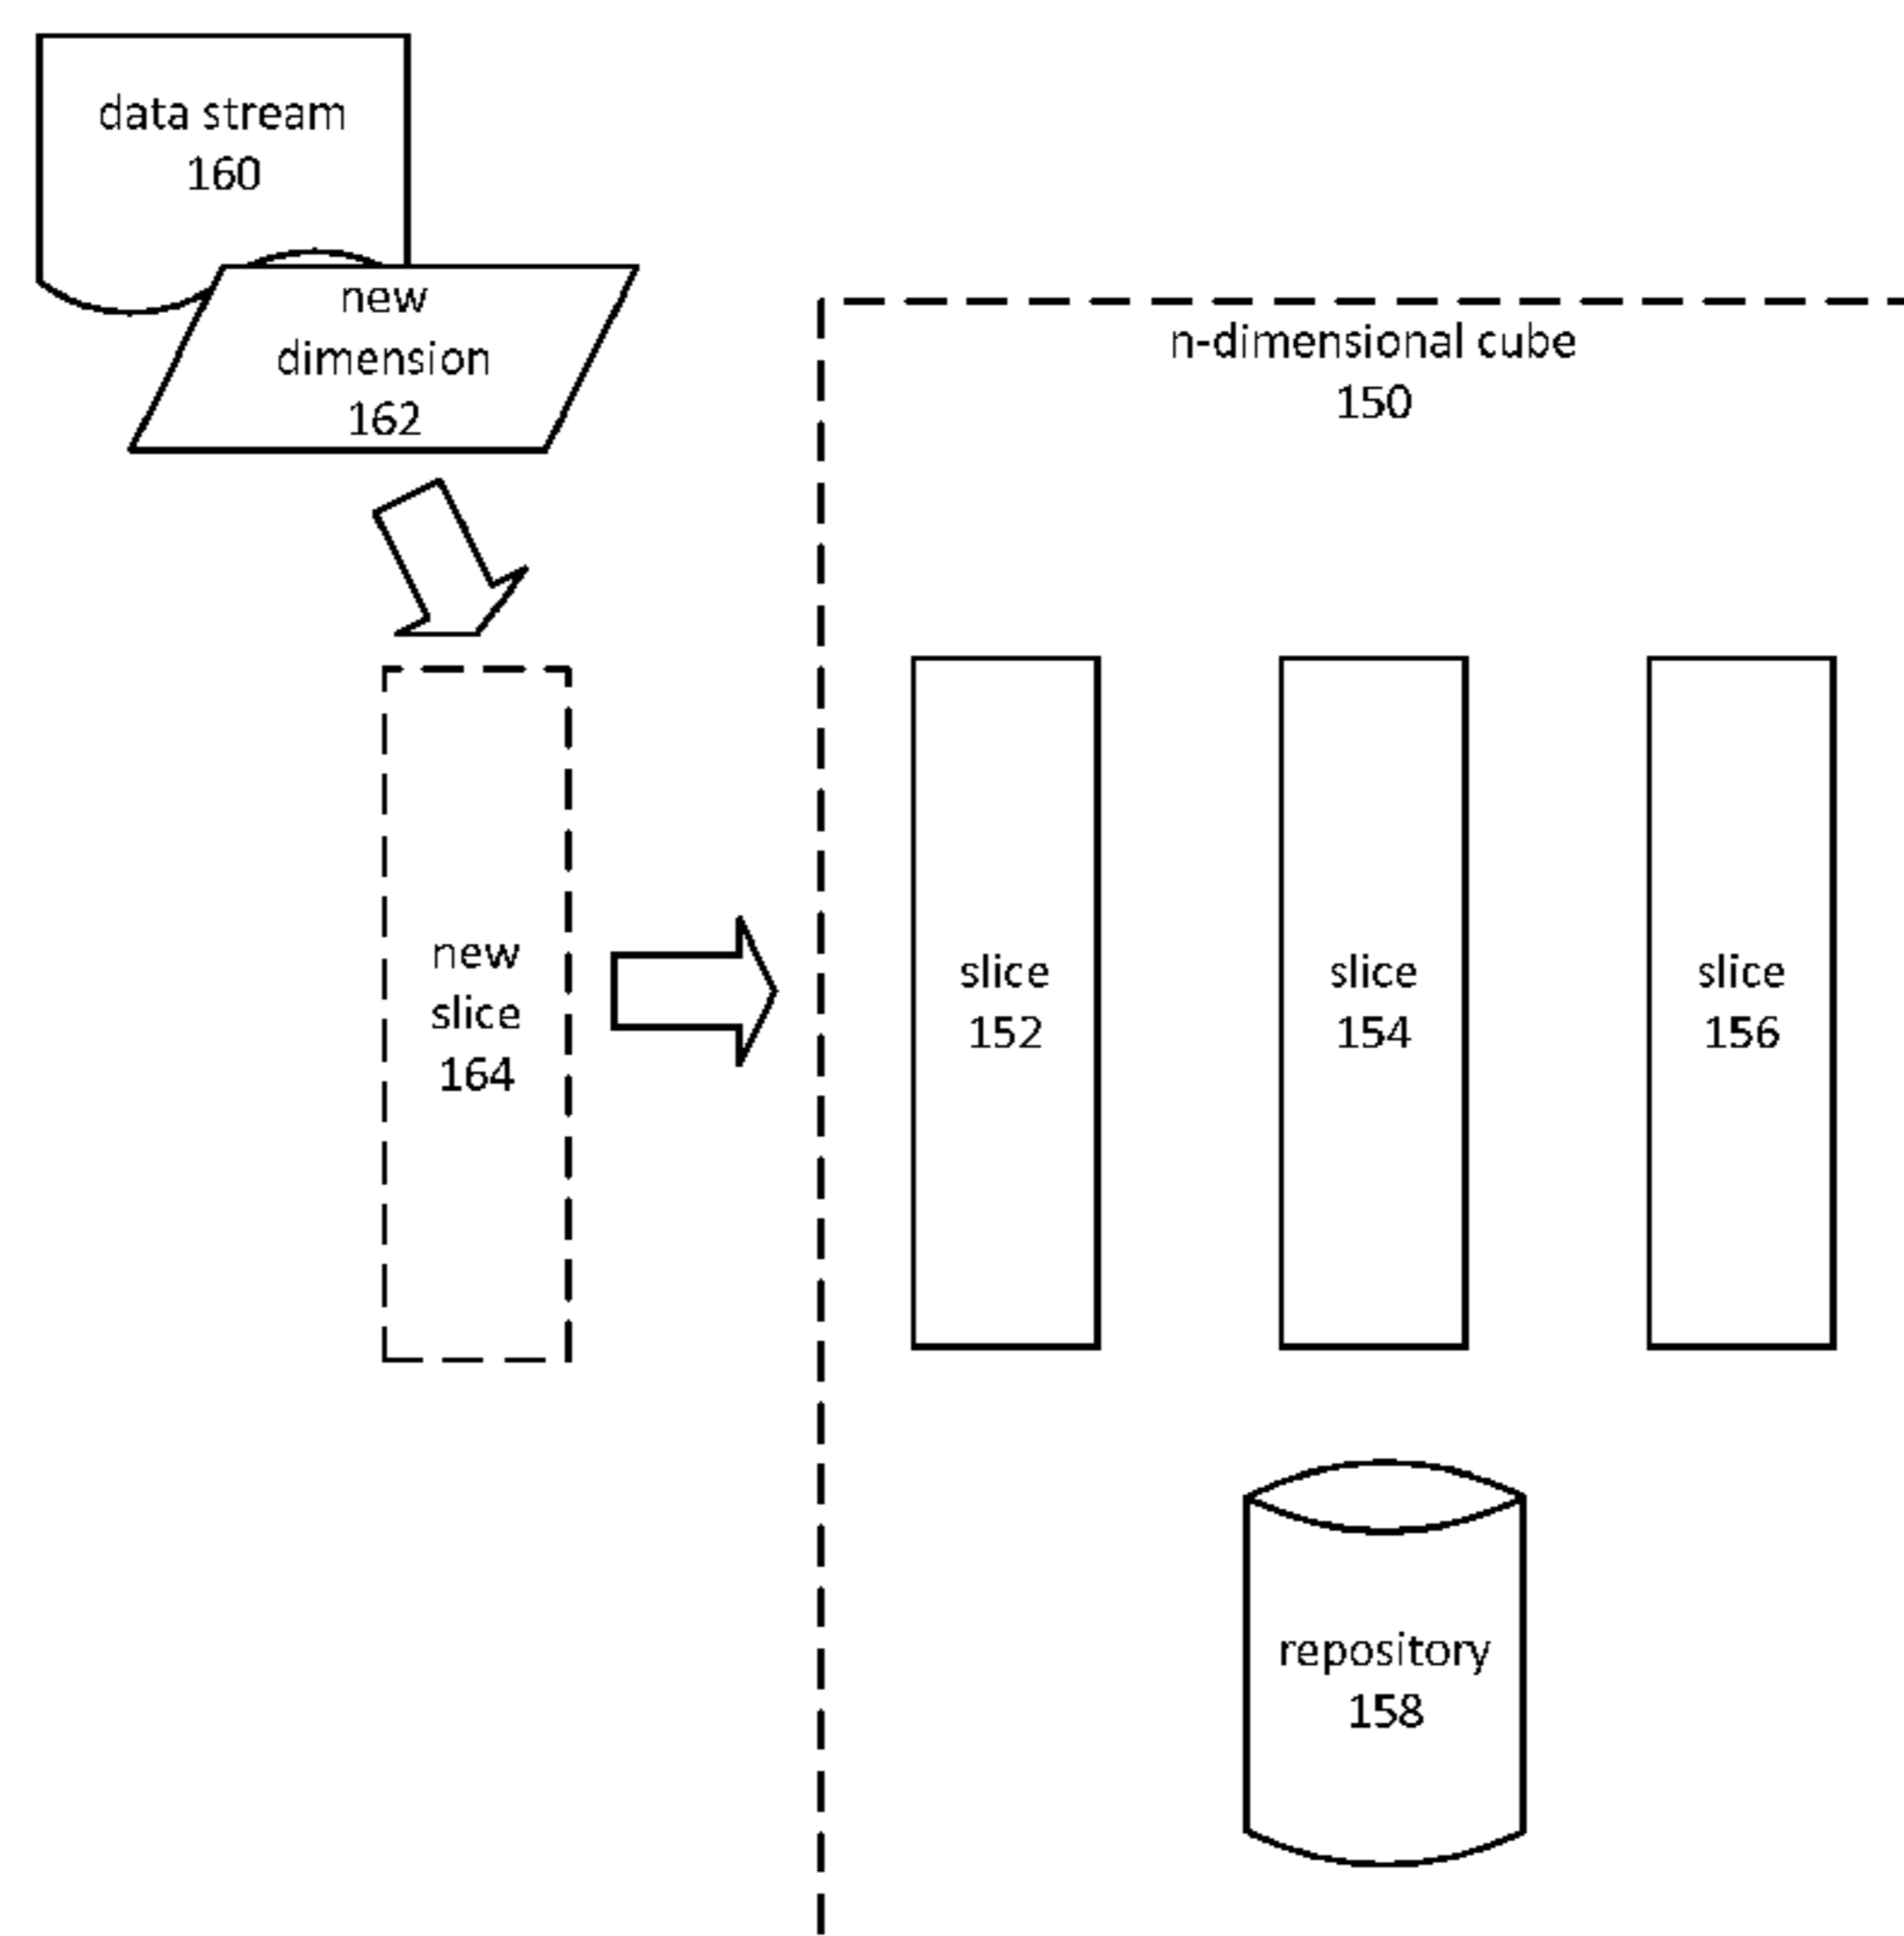 data stream
160
new
dimension
162
n-dimensional cube
150
new
slice
164
slice
152
slice
154
slice
156
repository
158